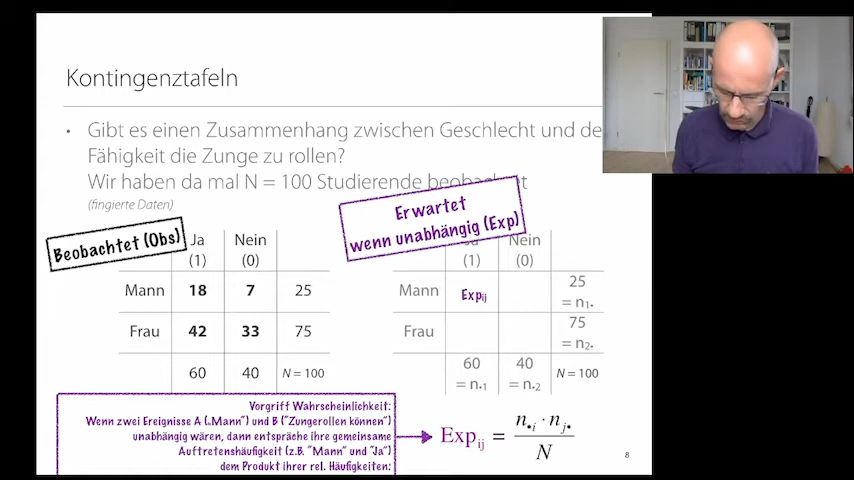 Kontingenztafeln
• Gibt es einen Zusammenhang zwischen Geschlecht und de
Fähigkeit die Zunge zu rollen?
Wir haben da mal N = 100 Studierende beobachtet
(fingierte Daten)
Beobachtet (Obs)
Ja Nein
(1) (0)
Mann 18 7 25
Frau 42 33 75
60 40 N = 100
Erwartet
wenn unabhängig (Exp)
Ja Nein
(1) (0)
Mann Expij 25
= n1•
Frau 75
= n2•
60 40 N = 100
= n•1 = n•2
Vorgriff Wahrscheinlichkeit:
Wenn zwei Ereignisse A („Mann") und B ("Zungerollen können")
unabhängig wären, dann entspräche ihre gemeinsame
Auftretenshäufigkeit (z.B. "Mann" und "Ja")
dem Produkt ihrer rel. Häufigkeiten:
Expij = n•i · nj• / N
8